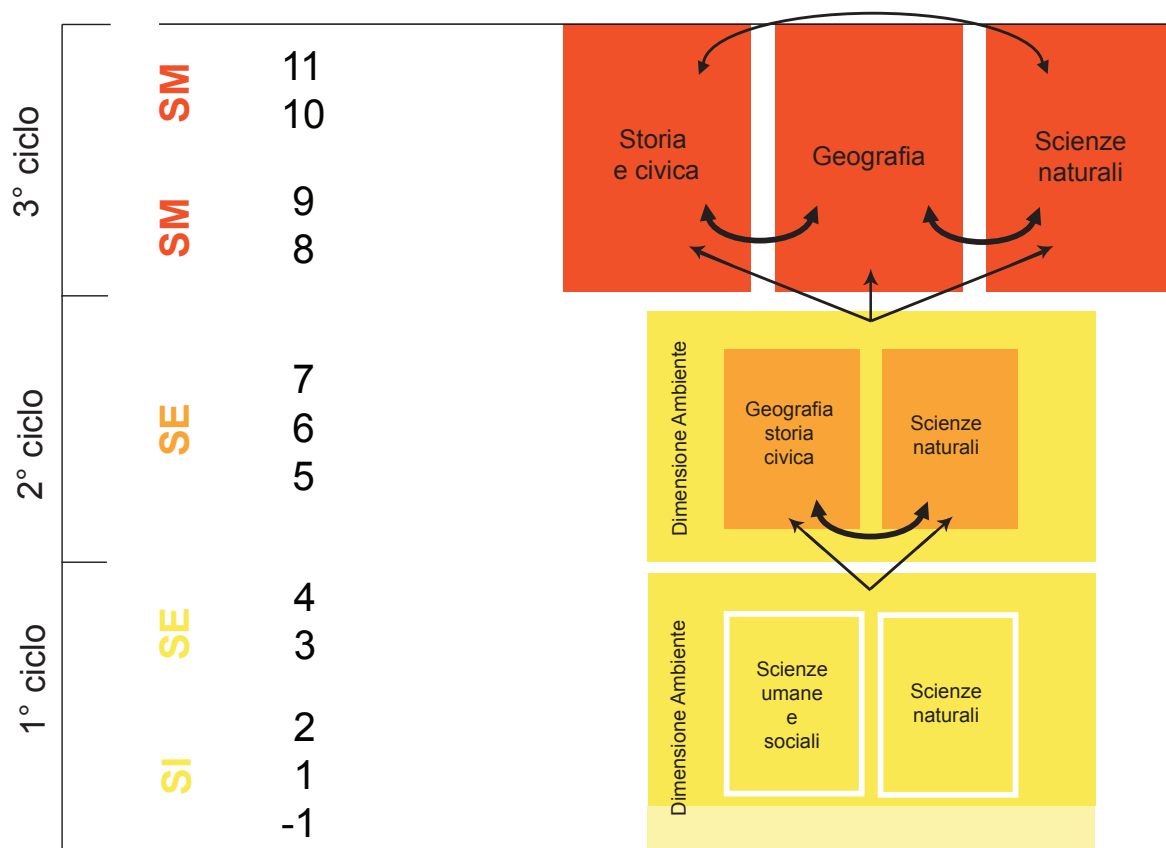 3° ciclo
SM
11
10
SM
9
8
Storia
e civica
Geografia
Scienze
naturali
2° ciclo
SE
7
6
5
Dimensione Ambiente
Geografia
storia
civica
Scienze
naturali
1° ciclo
SE
4
3
SI
2
1
-1
Dimensione Ambiente
Scienze
umane
e
sociali
Scienze
naturali